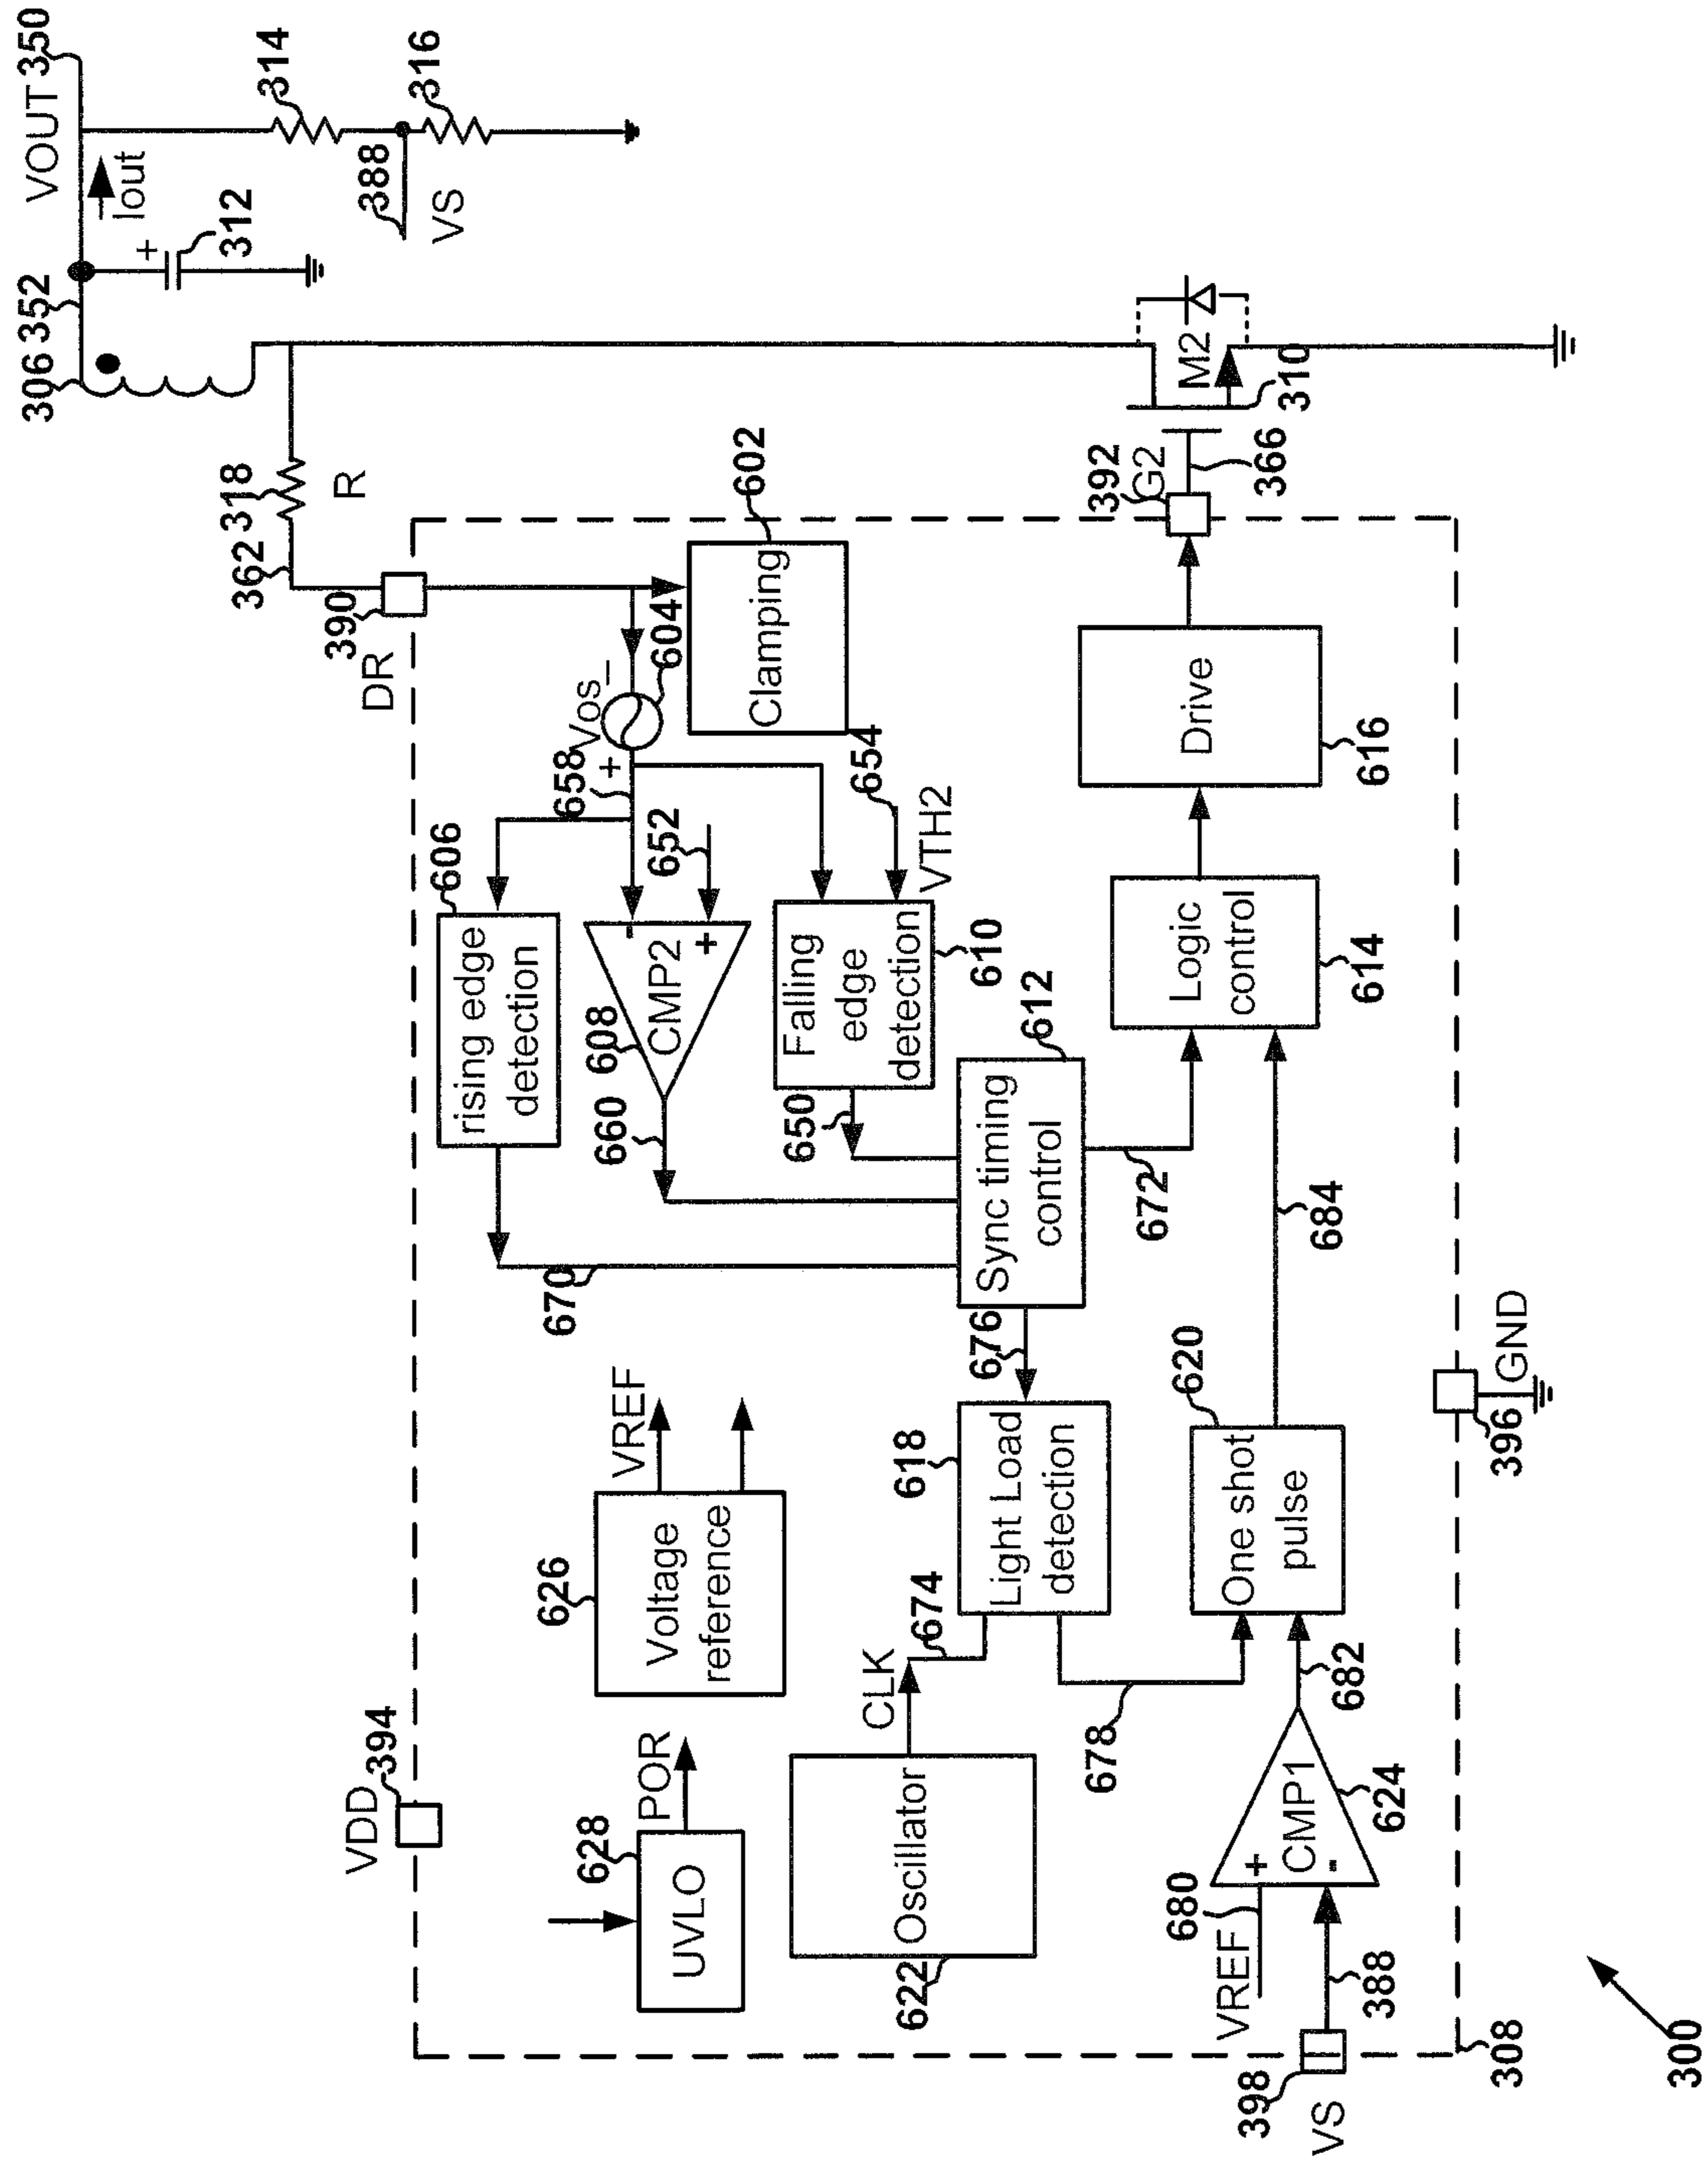 306
352
VOUT
350
Iout
+
312
314
388
VS
316
362
318
R
390
DR
602
Clamping
604
Vos
-
+
658
652
654
VTH2
606
rising edge
detection
608
CMP2
-
+
Falling
edge
detection
610
670
660
650
Sync timing
control
612
672
676
Logic
control
614
Drive
616
392
G2
366
M2
310
VDD
394
628
UVLO
POR
626
Voltage
reference
VREF
Oscillator
622
CLK
674
618
Light Load
detection
678
620
One shot
pulse
684
682
CMP1
+
-
624
680
VREF
388
398
VS
396
GND
308
300